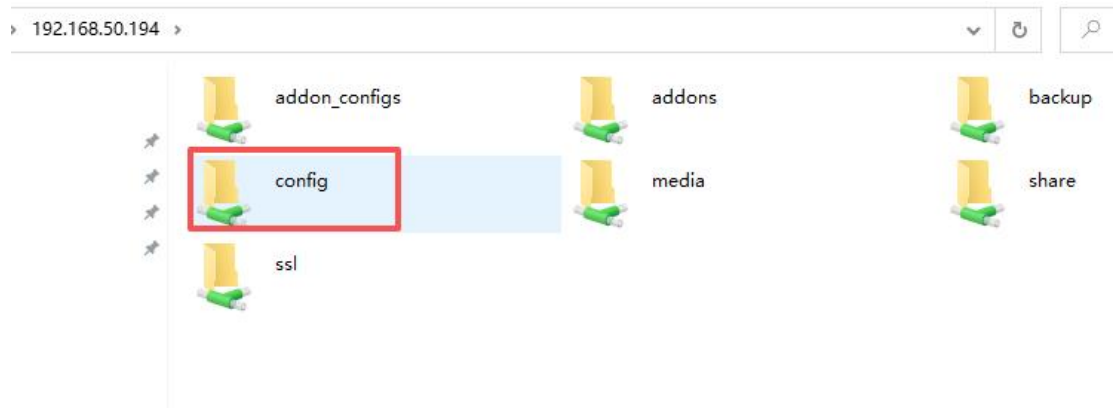 192.168.50.194
addon_configs
addons
backup
config
media
share
ssl